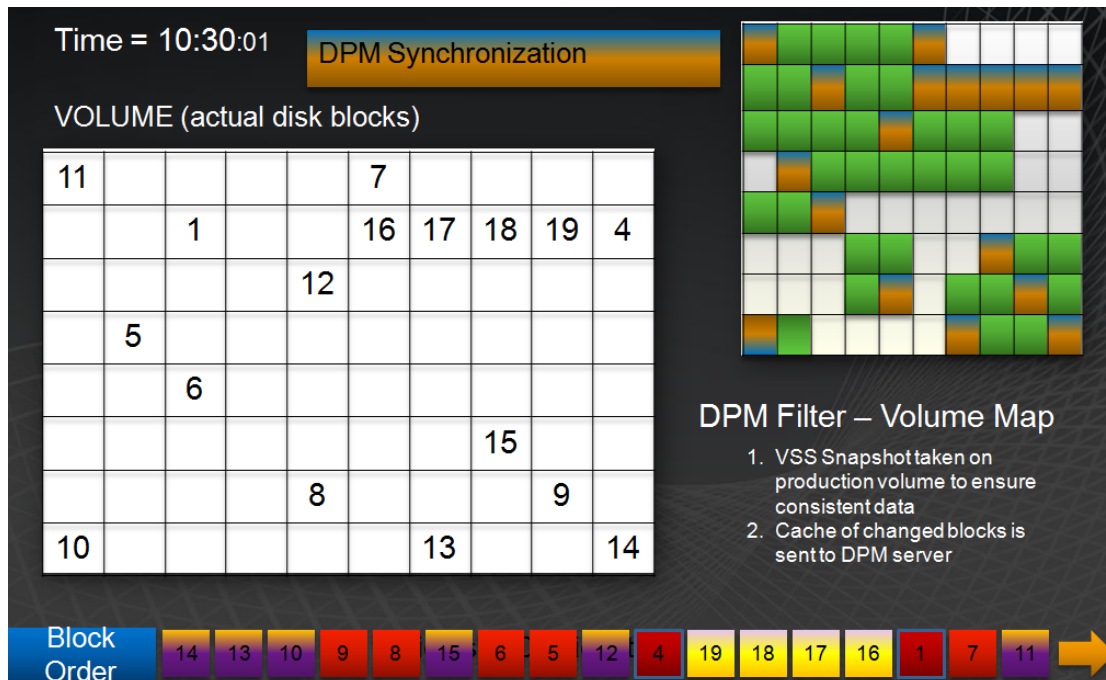 Time = 10:30:01
DPM Synchronization
VOLUME (actual disk blocks)
11 7
1 16 17 18 19 4
12
5
6
15
8 9
10 13 14
DPM Filter – Volume Map
1. VSS Snapshot taken on
production volume to ensure
consistent data
2. Cache of changed blocks is
sent to DPM server
Block
Order
14 13 10 9 8 15 6 5 12 4 19 18 17 16 1 7 11